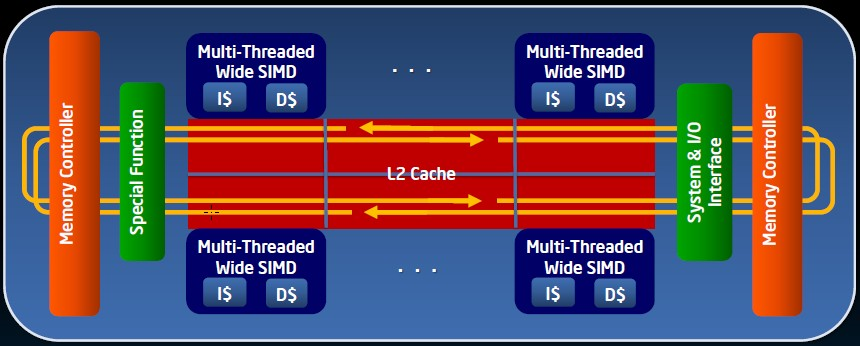 Memory Controller
Special Function
Multi-Threaded
Wide SIMD
I$ D$
. . .
Multi-Threaded
Wide SIMD
I$ D$
L2 Cache
Multi-Threaded
Wide SIMD
I$ D$
. . .
Multi-Threaded
Wide SIMD
I$ D$
System & I/O
Interface
Memory Controller